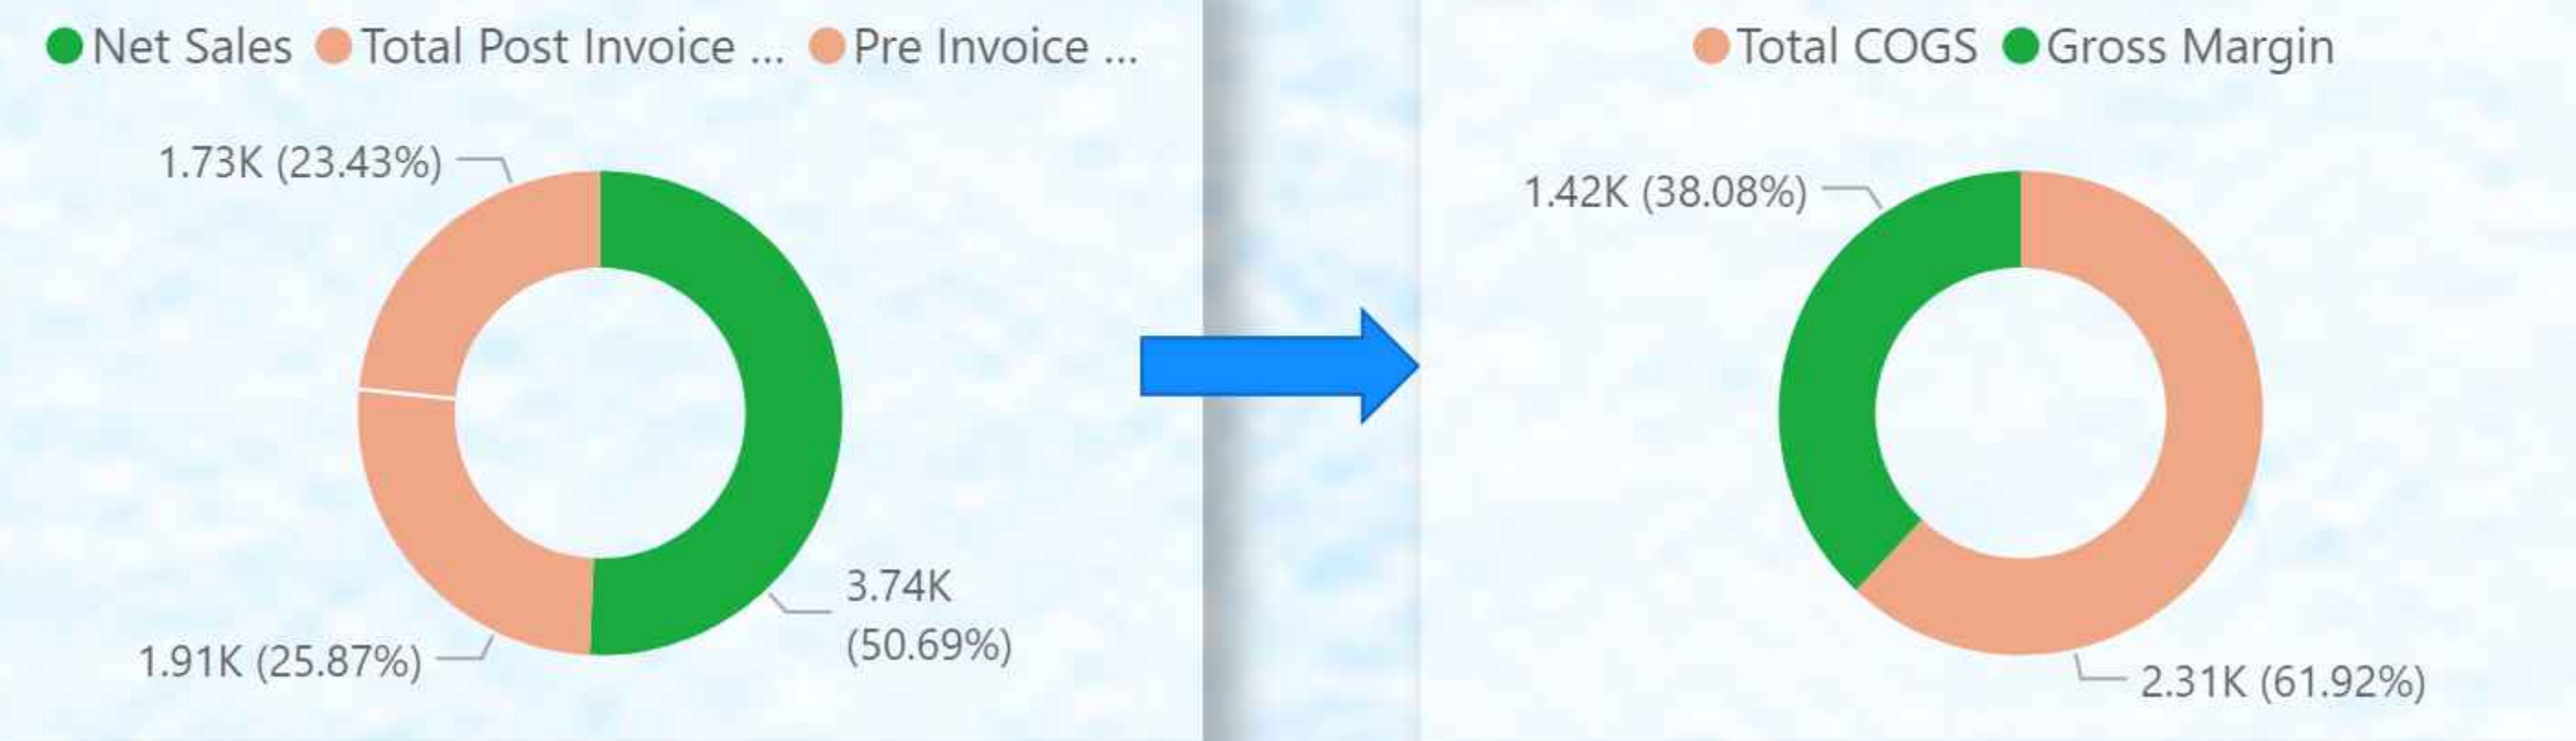 Net Sales Total Post Invoice ... Pre Invoice ...
1.73K (23.43%)
3.74K
(50.69%)
1.91K (25.87%)
Total COGS Gross Margin
1.42K (38.08%)
2.31K (61.92%)